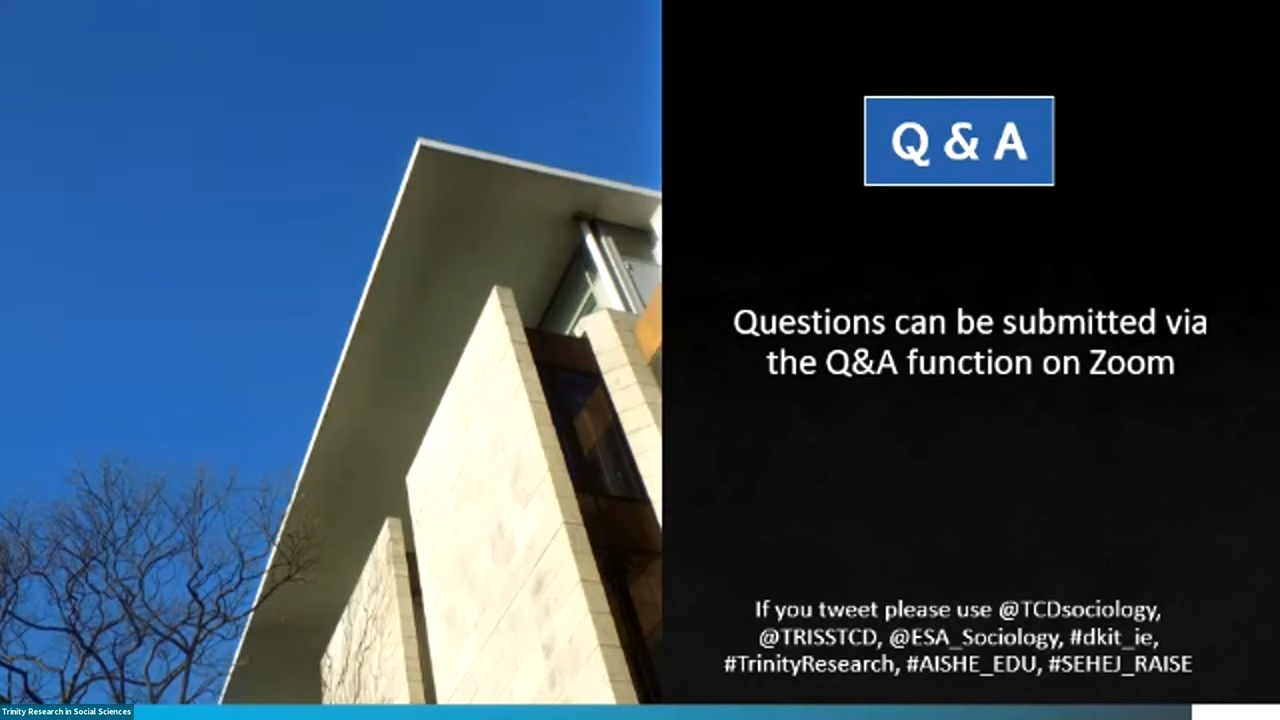 Q & A
Questions can be submitted via
the Q&A function on Zoom
If you tweet please use @TCDsociology,
@TRISSTCD, @ESA_Sociology, #dkit_ie,
#TrinityResearch, #AISHE_EDU, #SEHEJ_RAISE
Trinity Research in Social Sciences